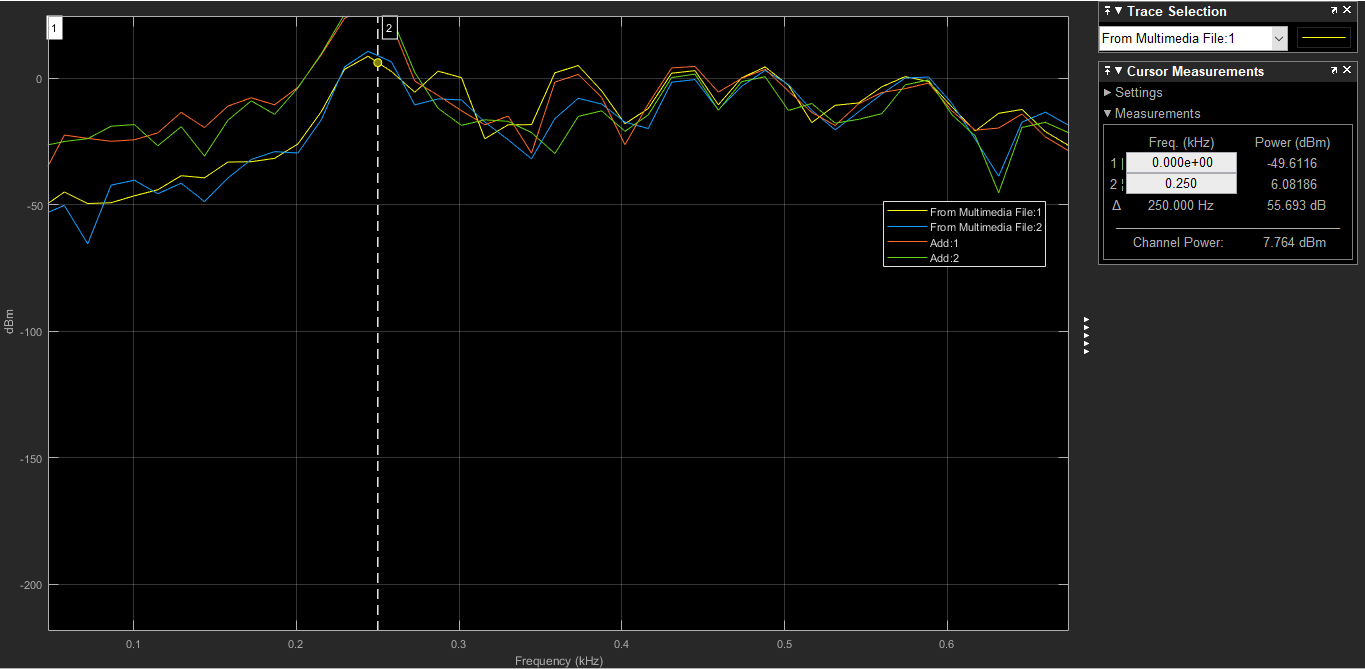 1
2
0
-50
-100
-150
-200
dBm
0.1 0.2 0.3 0.4 0.5 0.6
Frequency (kHz)
From Multimedia File:1
From Multimedia File:2
Add:1
Add:2
Trace Selection
From Multimedia File:1
Cursor Measurements
Settings
Measurements
Freq. (kHz) Power (dBm)
1 0.000e+00 -49.6116
2 0.250 6.08186
Δ 250.000 Hz 55.693 dB
Channel Power: 7.764 dBm